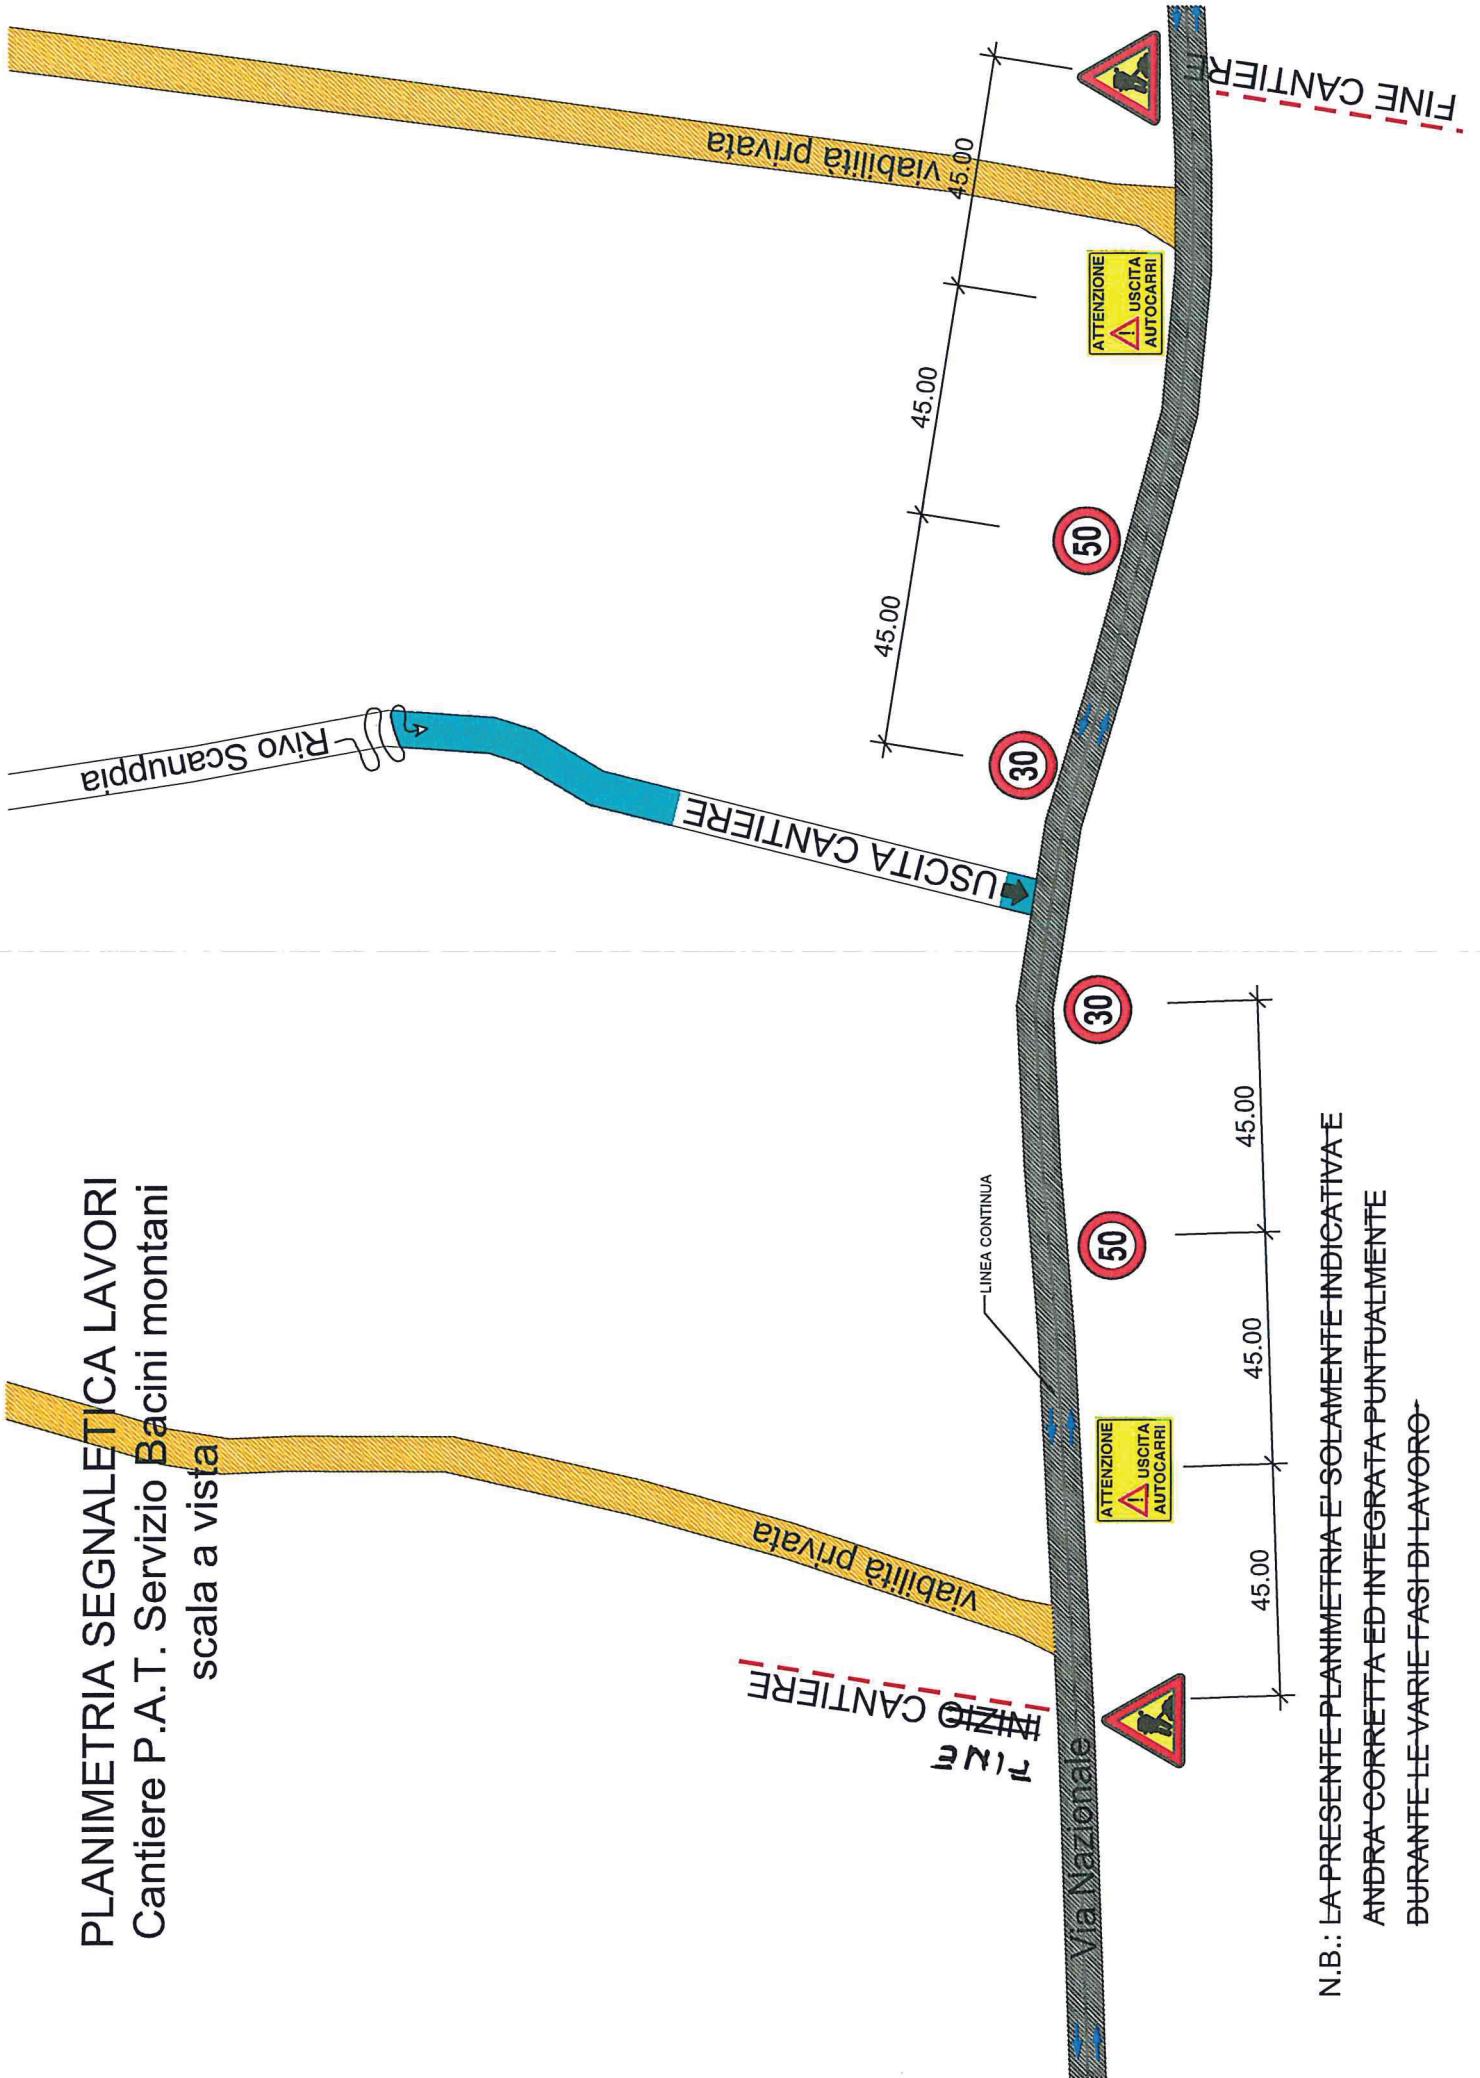 PLANIMETRIA SEGNALETICA LAVORI
Cantiere P.A.T. Servizio Bacini montani
scala a vista
viabilità privata
INIZIO CANTIERE
FINE
Via Nazionale
LINEA CONTINUA
ATTENZIONE
USCITA
AUTOCARRI
50
30
45.00
45.00
45.00
Rivo Scanuppia
USCITA CANTIERE
30
50
ATTENZIONE
USCITA
AUTOCARRI
45.00
45.00
45.00
viabilità privata
FINE CANTIERE
N.B.: LA PRESENTE PLANIMETRIA E' SOLAMENTE INDICATIVA E
ANDRA' CORRETTA ED INTEGRATA PUNTUALMENTE
DURANTE LE VARIE FASI DI LAVORO